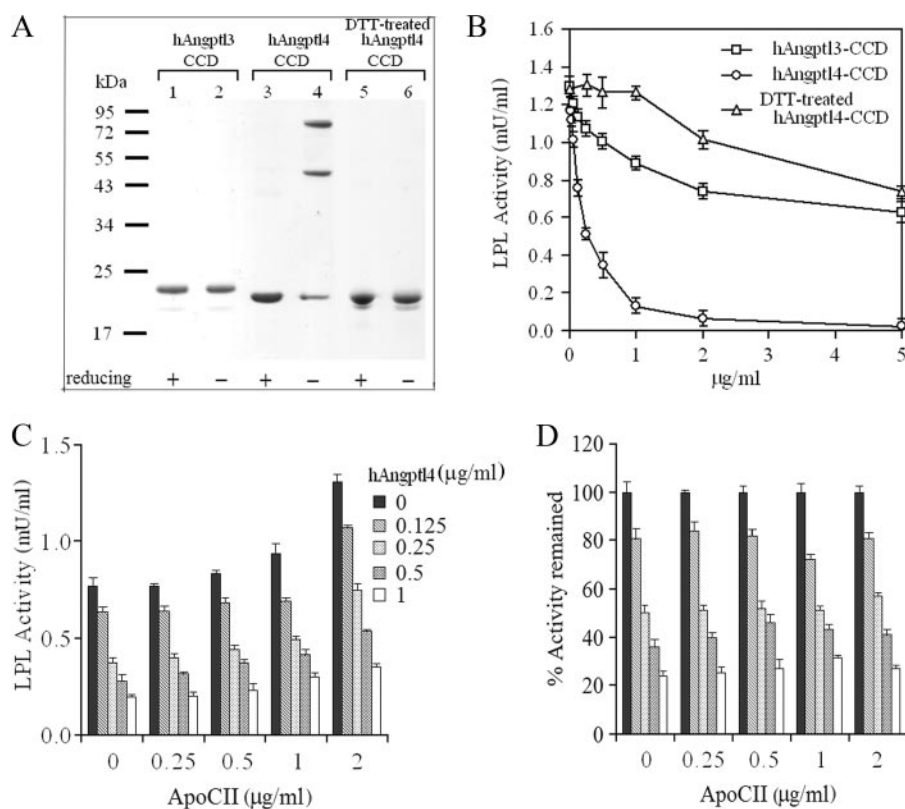 A
hAngptl3
CCD
hAngptl4
CCD
DTT-treated
hAngptl4
CCD
kDa
1 2 3 4 5 6
95
72
55
43
34
25
17
reducing + − + − + −
B
LPL Activity (mU/ml)
1.6
1.4
1.2
1.0
0.8
0.6
0.4
0.2
0.0
hAngptl3-CCD
hAngptl4-CCD
DTT-treated
hAngptl4-CCD
0 1 2 3 4 5
μg/ml
C
LPL Activity (mU/ml)
1.5
1.0
0.5
0.0
hAngptl4 (μg/ml)
0
0.125
0.25
0.5
1
0 0.25 0.5 1 2
ApoCII (μg/ml)
D
% Activity remained
120
100
80
60
40
20
0
0 0.25 0.5 1 2
ApoCII (μg/ml)